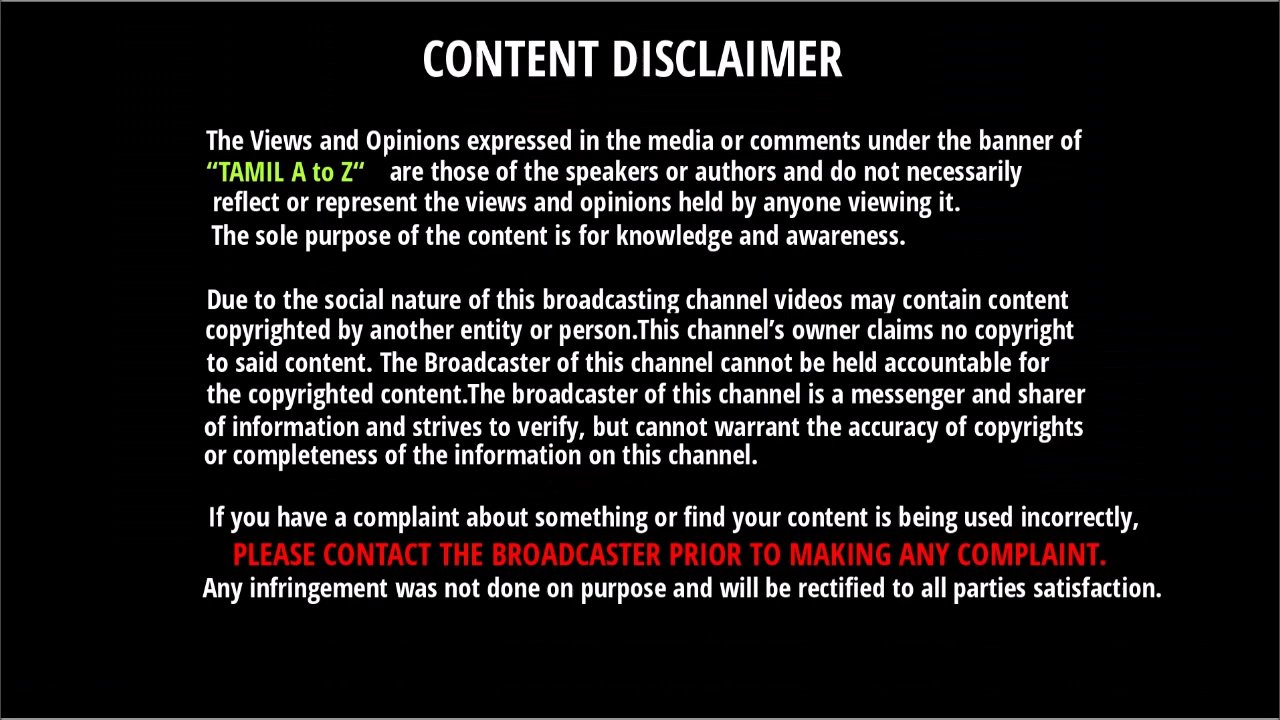 CONTENT DISCLAIMER
The Views and Opinions expressed in the media or comments under the banner of
“TAMIL A to Z“ are those of the speakers or authors and do not necessarily
reflect or represent the views and opinions held by anyone viewing it.
The sole purpose of the content is for knowledge and awareness.
Due to the social nature of this broadcasting channel videos may contain content
copyrighted by another entity or person.This channel’s owner claims no copyright
to said content. The Broadcaster of this channel cannot be held accountable for
the copyrighted content.The broadcaster of this channel is a messenger and sharer
of information and strives to verify, but cannot warrant the accuracy of copyrights
or completeness of the information on this channel.
If you have a complaint about something or find your content is being used incorrectly,
PLEASE CONTACT THE BROADCASTER PRIOR TO MAKING ANY COMPLAINT.
Any infringement was not done on purpose and will be rectified to all parties satisfaction.